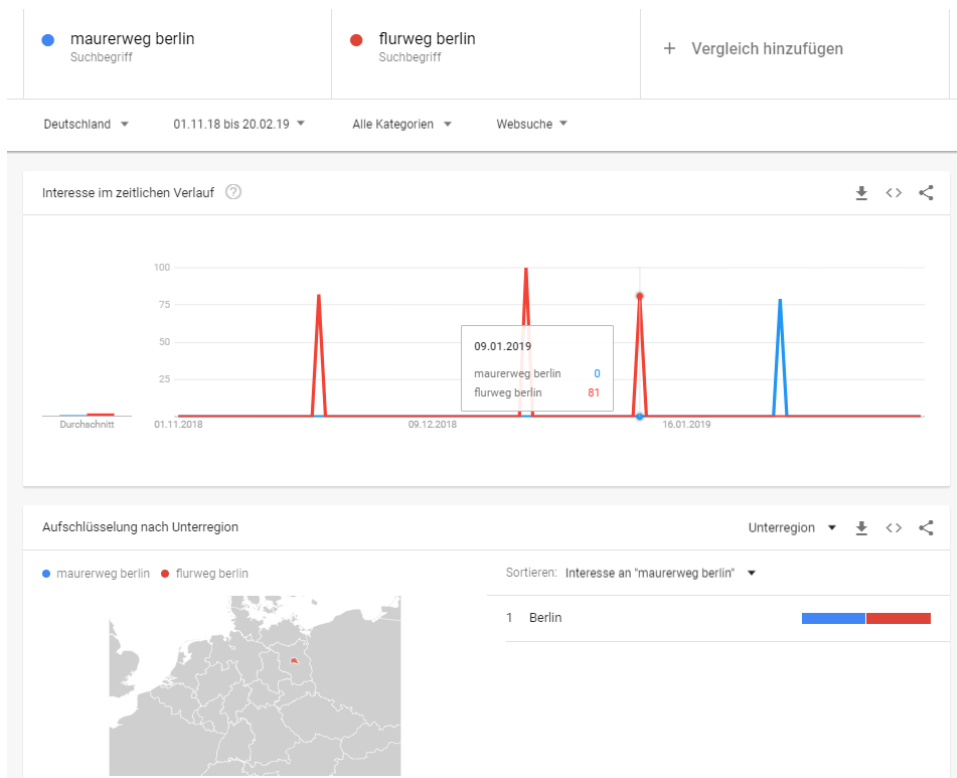 maurerweg berlin
Suchbegriff
flurweg berlin
Suchbegriff
+ Vergleich hinzufügen
Deutschland
01.11.18 bis 20.02.19
Alle Kategorien
Websuche
Interesse im zeitlichen Verlauf ?
100
75
50
25
09.01.2019
maurerweg berlin 0
flurweg berlin 81
Durchschnitt
01.11.2018
09.12.2018
16.01.2019
Aufschlüsselung nach Unterregion
Unterregion
maurerweg berlin
flurweg berlin
Sortieren: Interesse an "maurerweg berlin"
1 Berlin